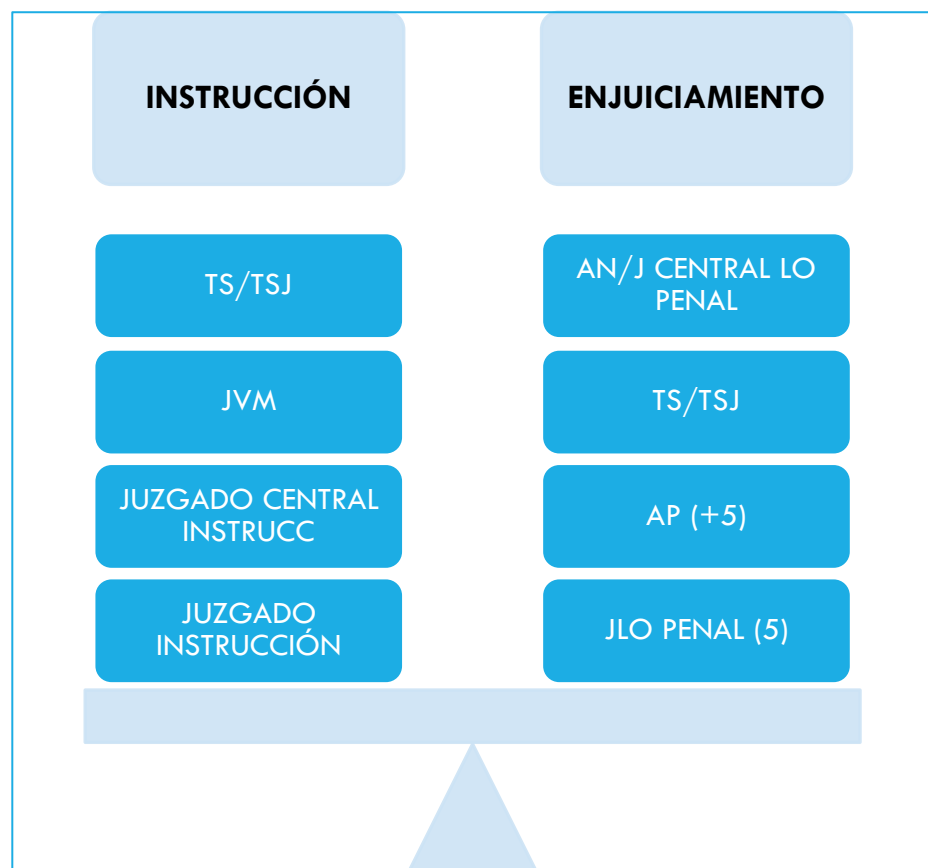 INSTRUCCIÓN
TS/TSJ
JVM
JUZGADO CENTRAL
INSTRUCC
JUZGADO
INSTRUCCIÓN
ENJUICIAMIENTO
AN/J CENTRAL LO
PENAL
TS/TSJ
AP (+5)
JLO PENAL (5)